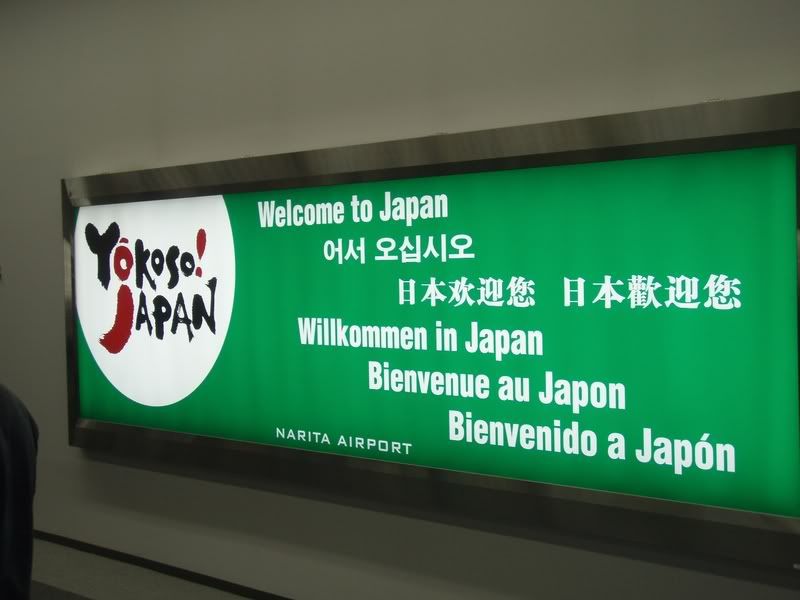 Yōkoso!
JAPAN
Welcome to Japan
어서 오십시오
日本欢迎您 日本歡迎您
Willkommen in Japan
Bienvenue au Japon
Bienvenido a Japón
NARITA AIRPORT